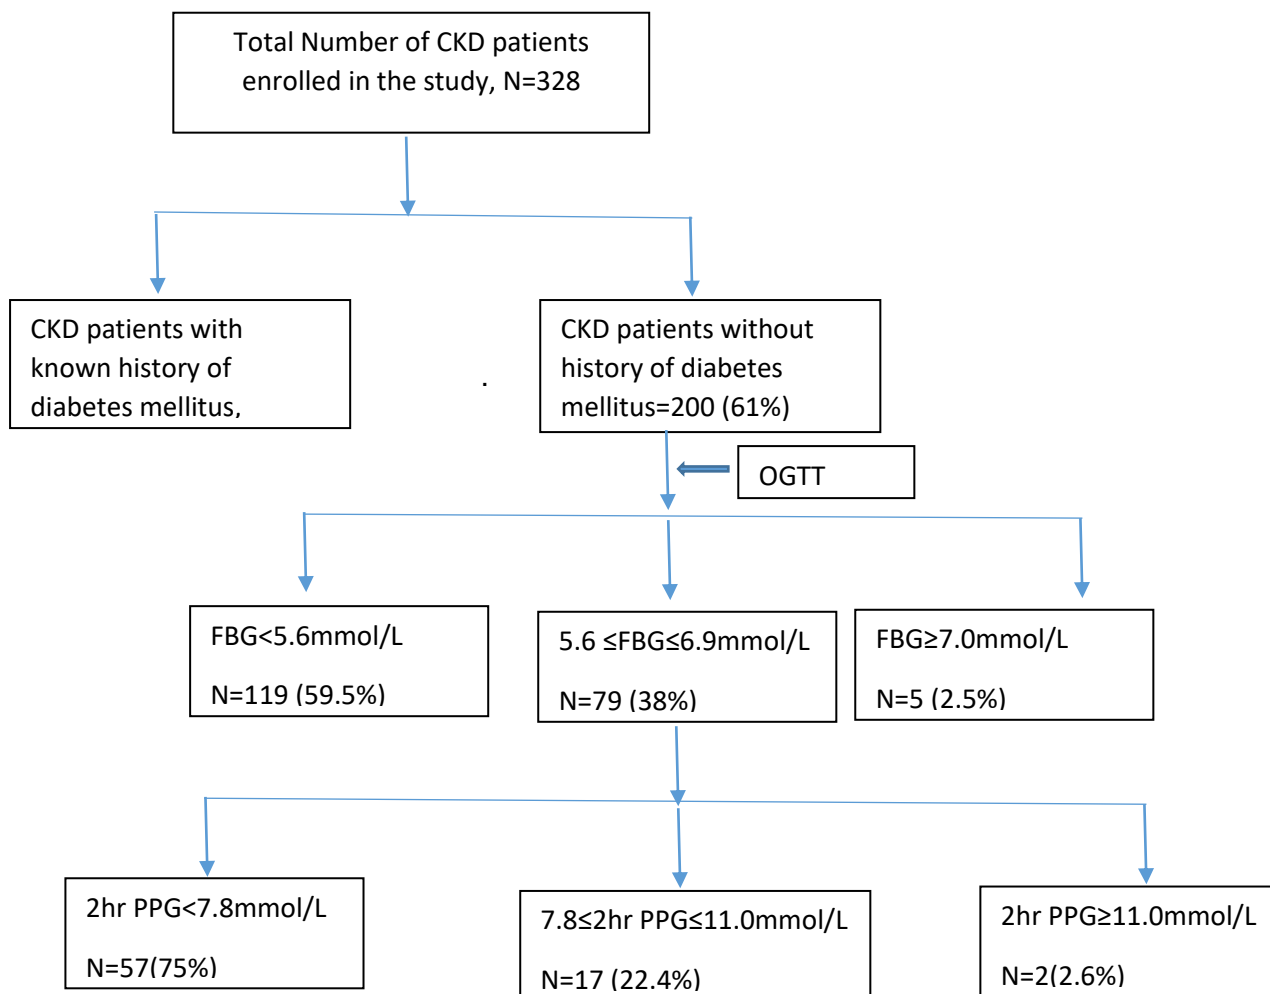 Total Number of CKD patients
enrolled in the study, N=328
CKD patients with
known history of
diabetes mellitus,
.
CKD patients without
history of diabetes
mellitus=200 (61%)
OGTT
FBG<5.6mmol/L
N=119 (59.5%)
5.6 ≤FBG≤6.9mmol/L
N=79 (38%)
FBG≥7.0mmol/L
N=5 (2.5%)
2hr PPG<7.8mmol/L
N=57(75%)
7.8≤2hr PPG≤11.0mmol/L
N=17 (22.4%)
2hr PPG≥11.0mmol/L
N=2(2.6%)